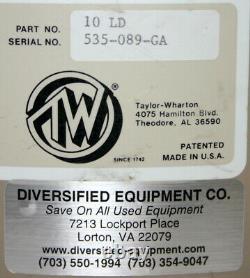 PART NO. 10 LD
SERIAL NO. 535-089-GA
TW
SINCE 1742
Taylor-Wharton
4075 Hamilton Blvd.
Theodore, AL 36590
PATENTED
MADE IN U.S.A.
DIVERSIFIED EQUIPMENT CO.
Save On All Used Equipment
7213 Lockport Place
Lorton, VA 22079
www.diversifiedequipment.com
(703) 550-1994 (703) 354-9047